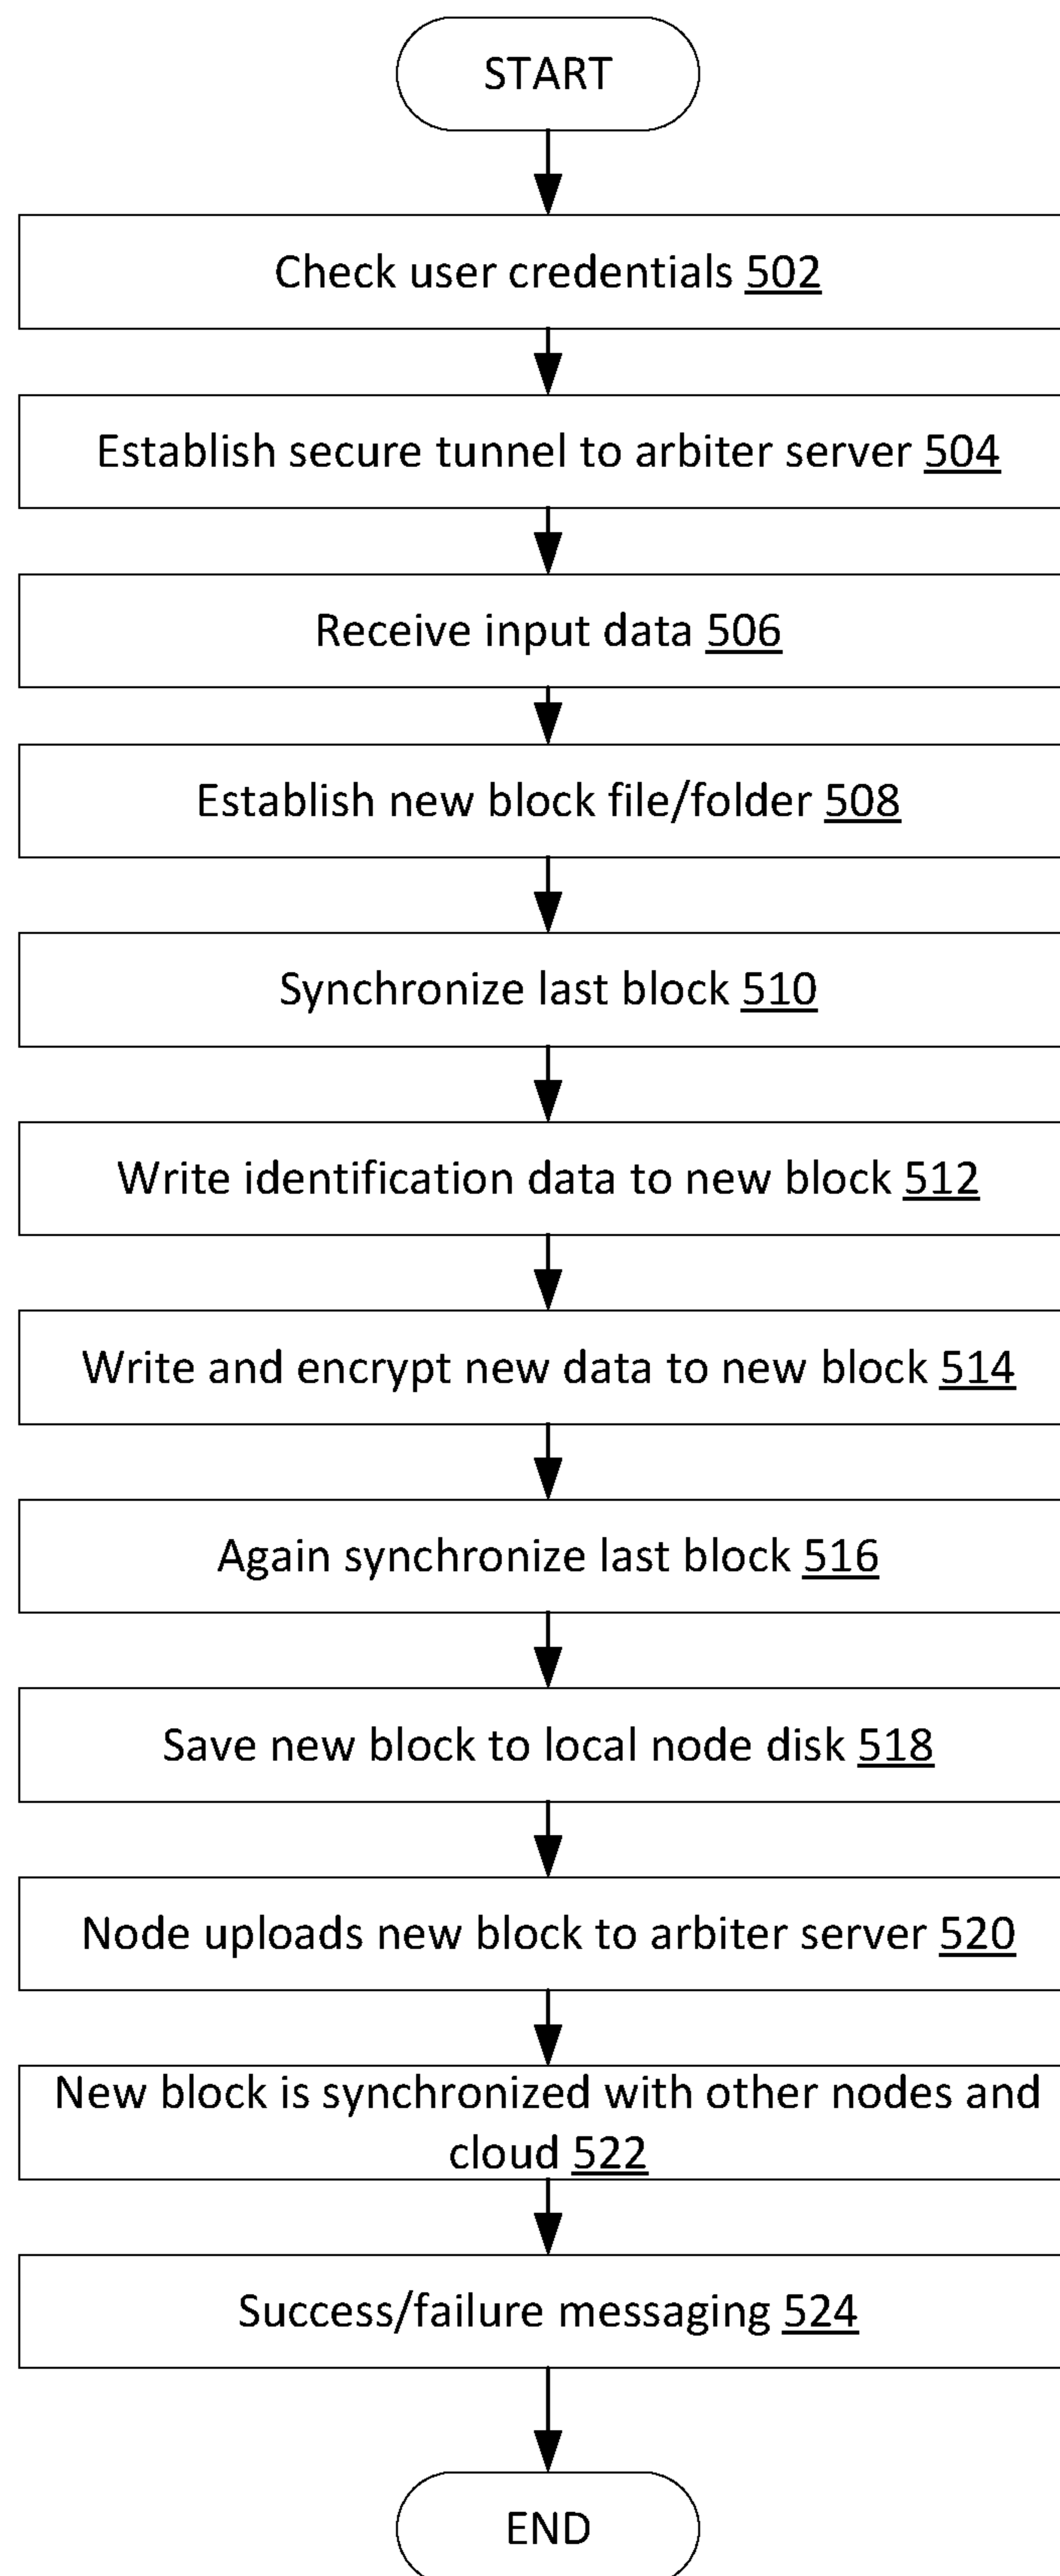 START
Check user credentials 502
Establish secure tunnel to arbiter server 504
Receive input data 506
Establish new block file/folder 508
Synchronize last block 510
Write identification data to new block 512
Write and encrypt new data to new block 514
Again synchronize last block 516
Save new block to local node disk 518
Node uploads new block to arbiter server 520
New block is synchronized with other nodes and
cloud 522
Success/failure messaging 524
END